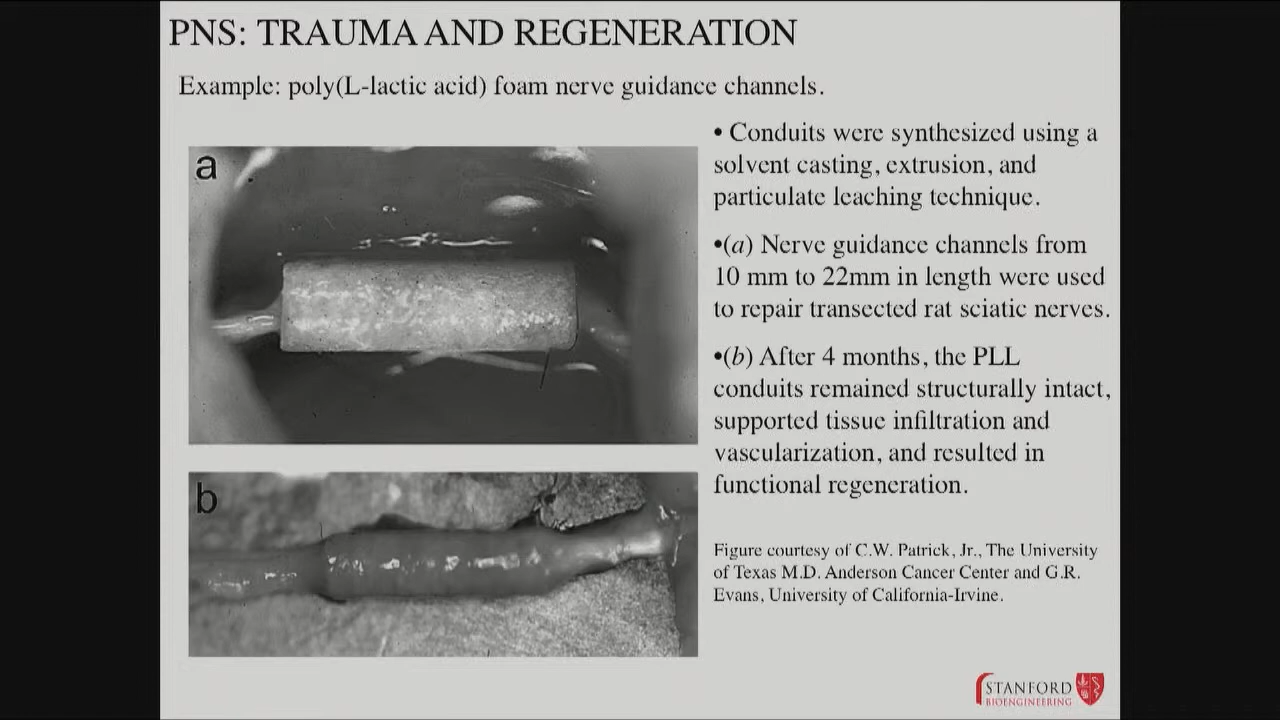 PNS: TRAUMA AND REGENERATION
Example: poly(L-lactic acid) foam nerve guidance channels.
a
b
• Conduits were synthesized using a
solvent casting, extrusion, and
particulate leaching technique.
•(a) Nerve guidance channels from
10 mm to 22mm in length were used
to repair transected rat sciatic nerves.
•(b) After 4 months, the PLL
conduits remained structurally intact,
supported tissue infiltration and
vascularization, and resulted in
functional regeneration.
Figure courtesy of C.W. Patrick, Jr., The University
of Texas M.D. Anderson Cancer Center and G.R.
Evans, University of California-Irvine.
STANFORD
BIOENGINEERING